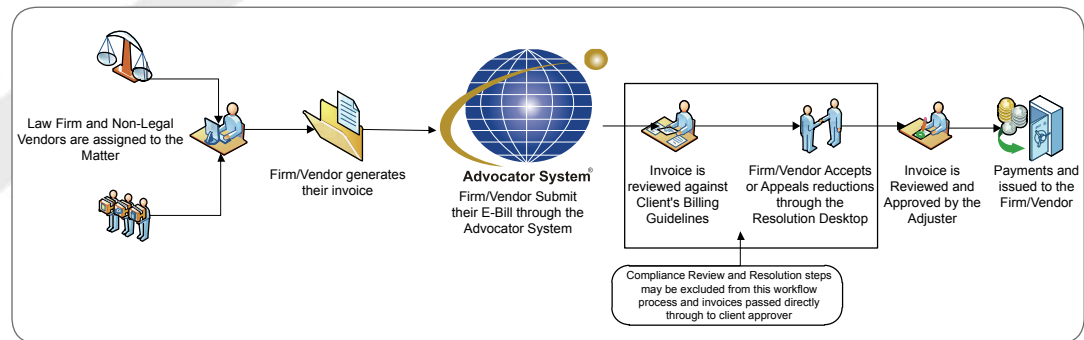 Law Firm and Non-Legal
Vendors are assigned to the
Matter
Firm/Vendor generates
their invoice
Advocator System®
Firm/Vendor Submit
their E-Bill through the
Advocator System
Invoice is
reviewed against
Client's Billing
Guidelines
Firm/Vendor Accepts
or Appeals reductions
through the
Resolution Desktop
Invoice is
Reviewed and
Approved by the
Adjuster
Payments and
issued to the
Firm/Vendor
Compliance Review and Resolution steps
may be excluded from this workflow
process and invoices passed directly
through to client approver